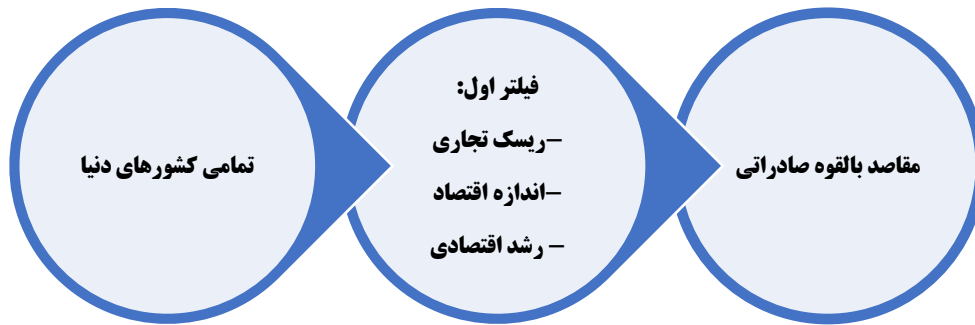 تمامی کشورهای دنیا
فیلتر اول:
–ریسک تجاری
–اندازه اقتصاد
– رشد اقتصادی
مقاصد بالقوه صادراتی